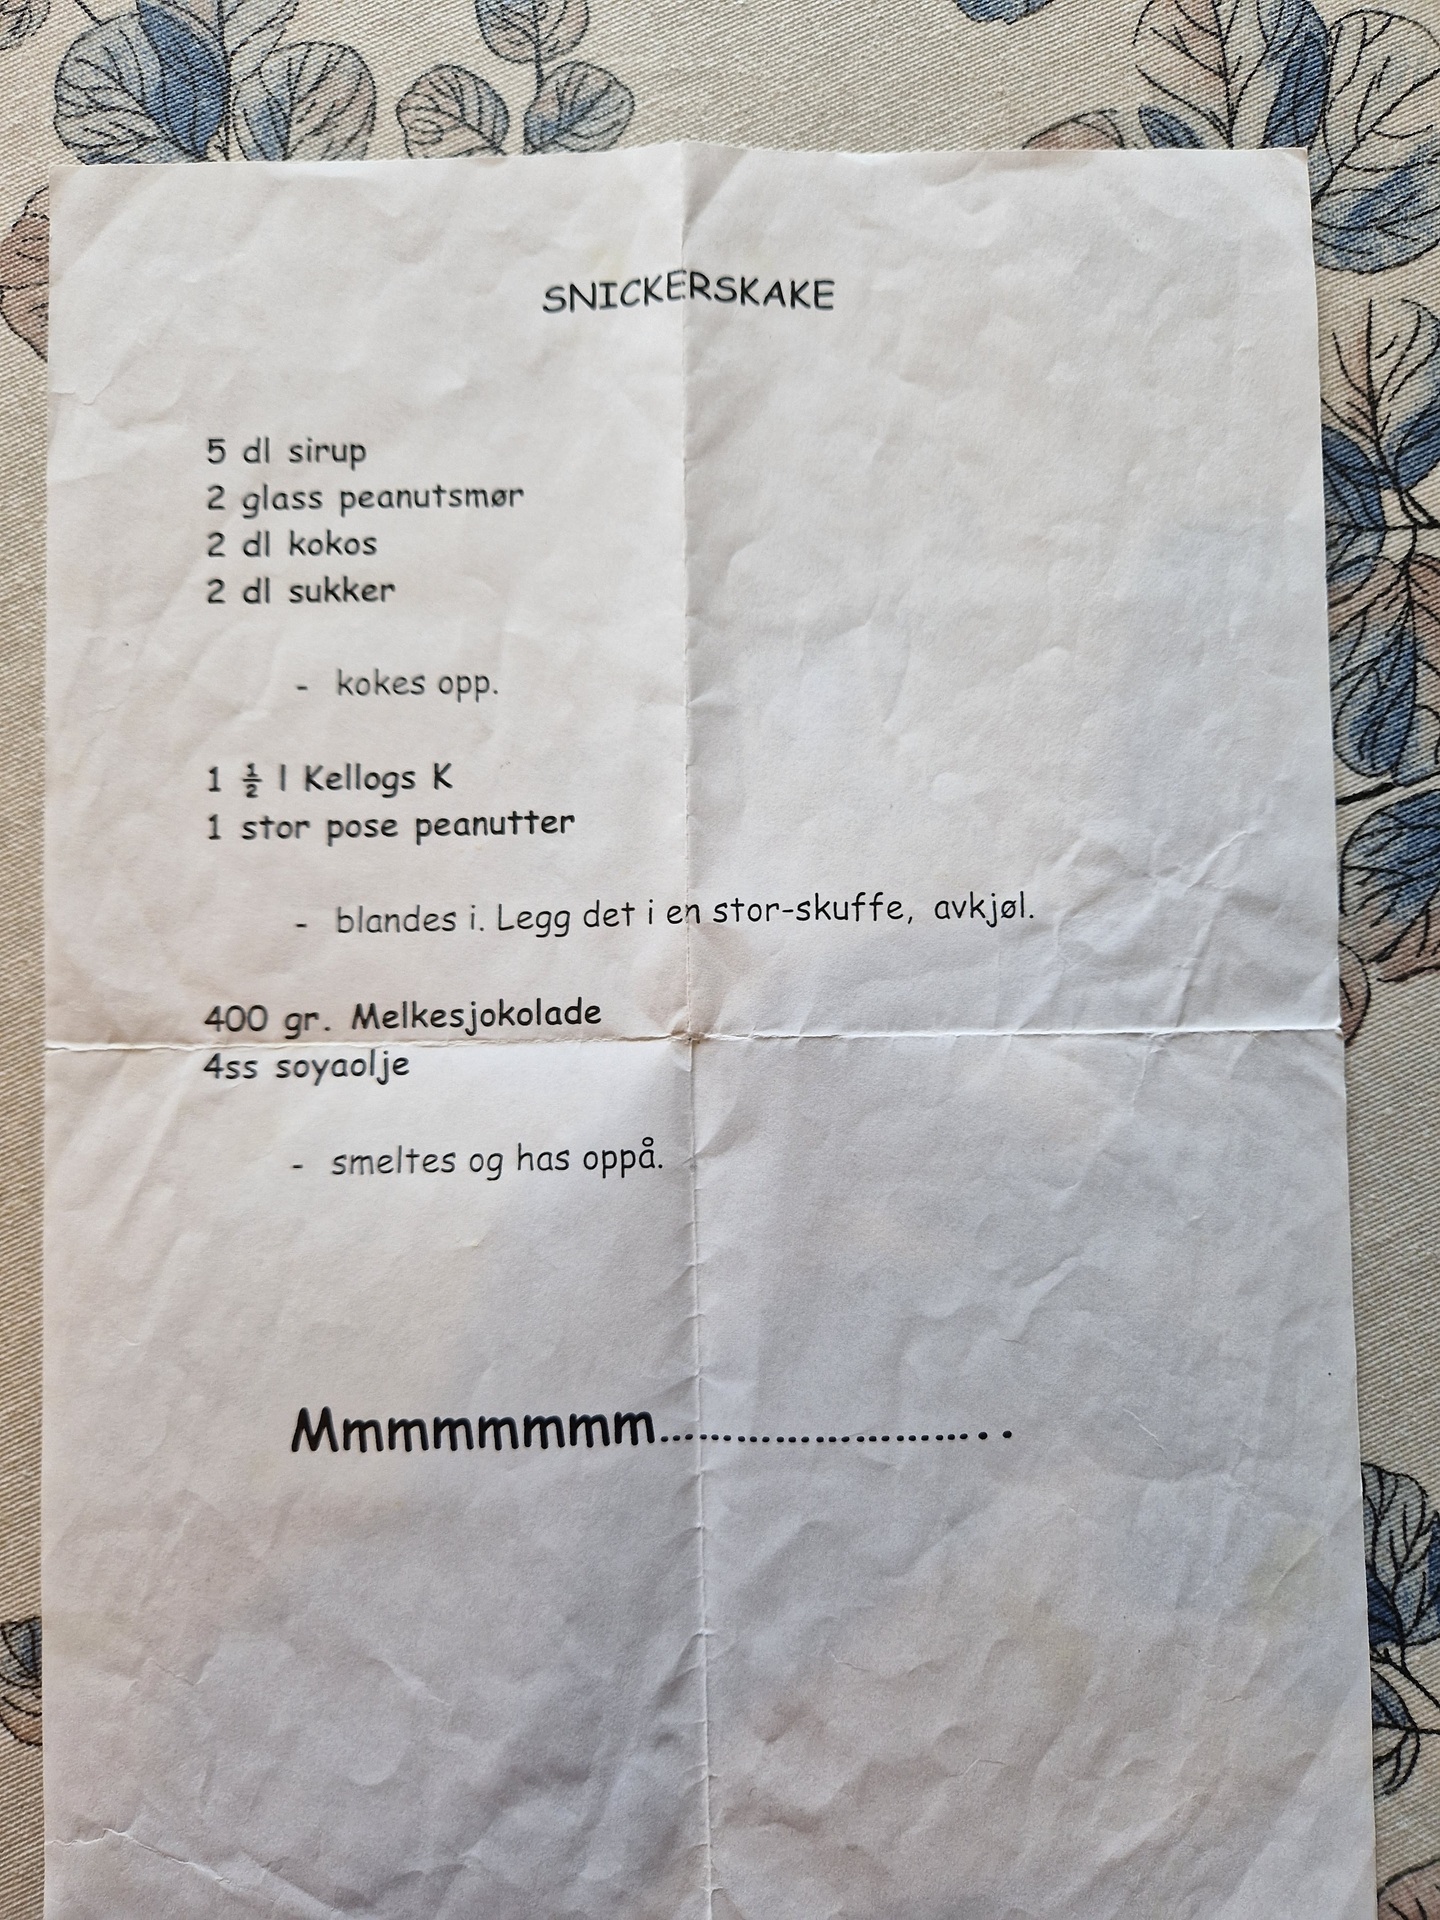 SNICKERSKAKE
5 dl sirup
2 glass peanutsmør
2 dl kokos
2 dl sukker
- kokes opp.
1 ½ l Kellogs K
1 stor pose peanutter
- blandes i. Legg det i en stor-skuffe, avkjøl.
400 gr. Melkesjokolade
4ss soyaolje
- smeltes og has oppå.
Mmmmmmmm..........................